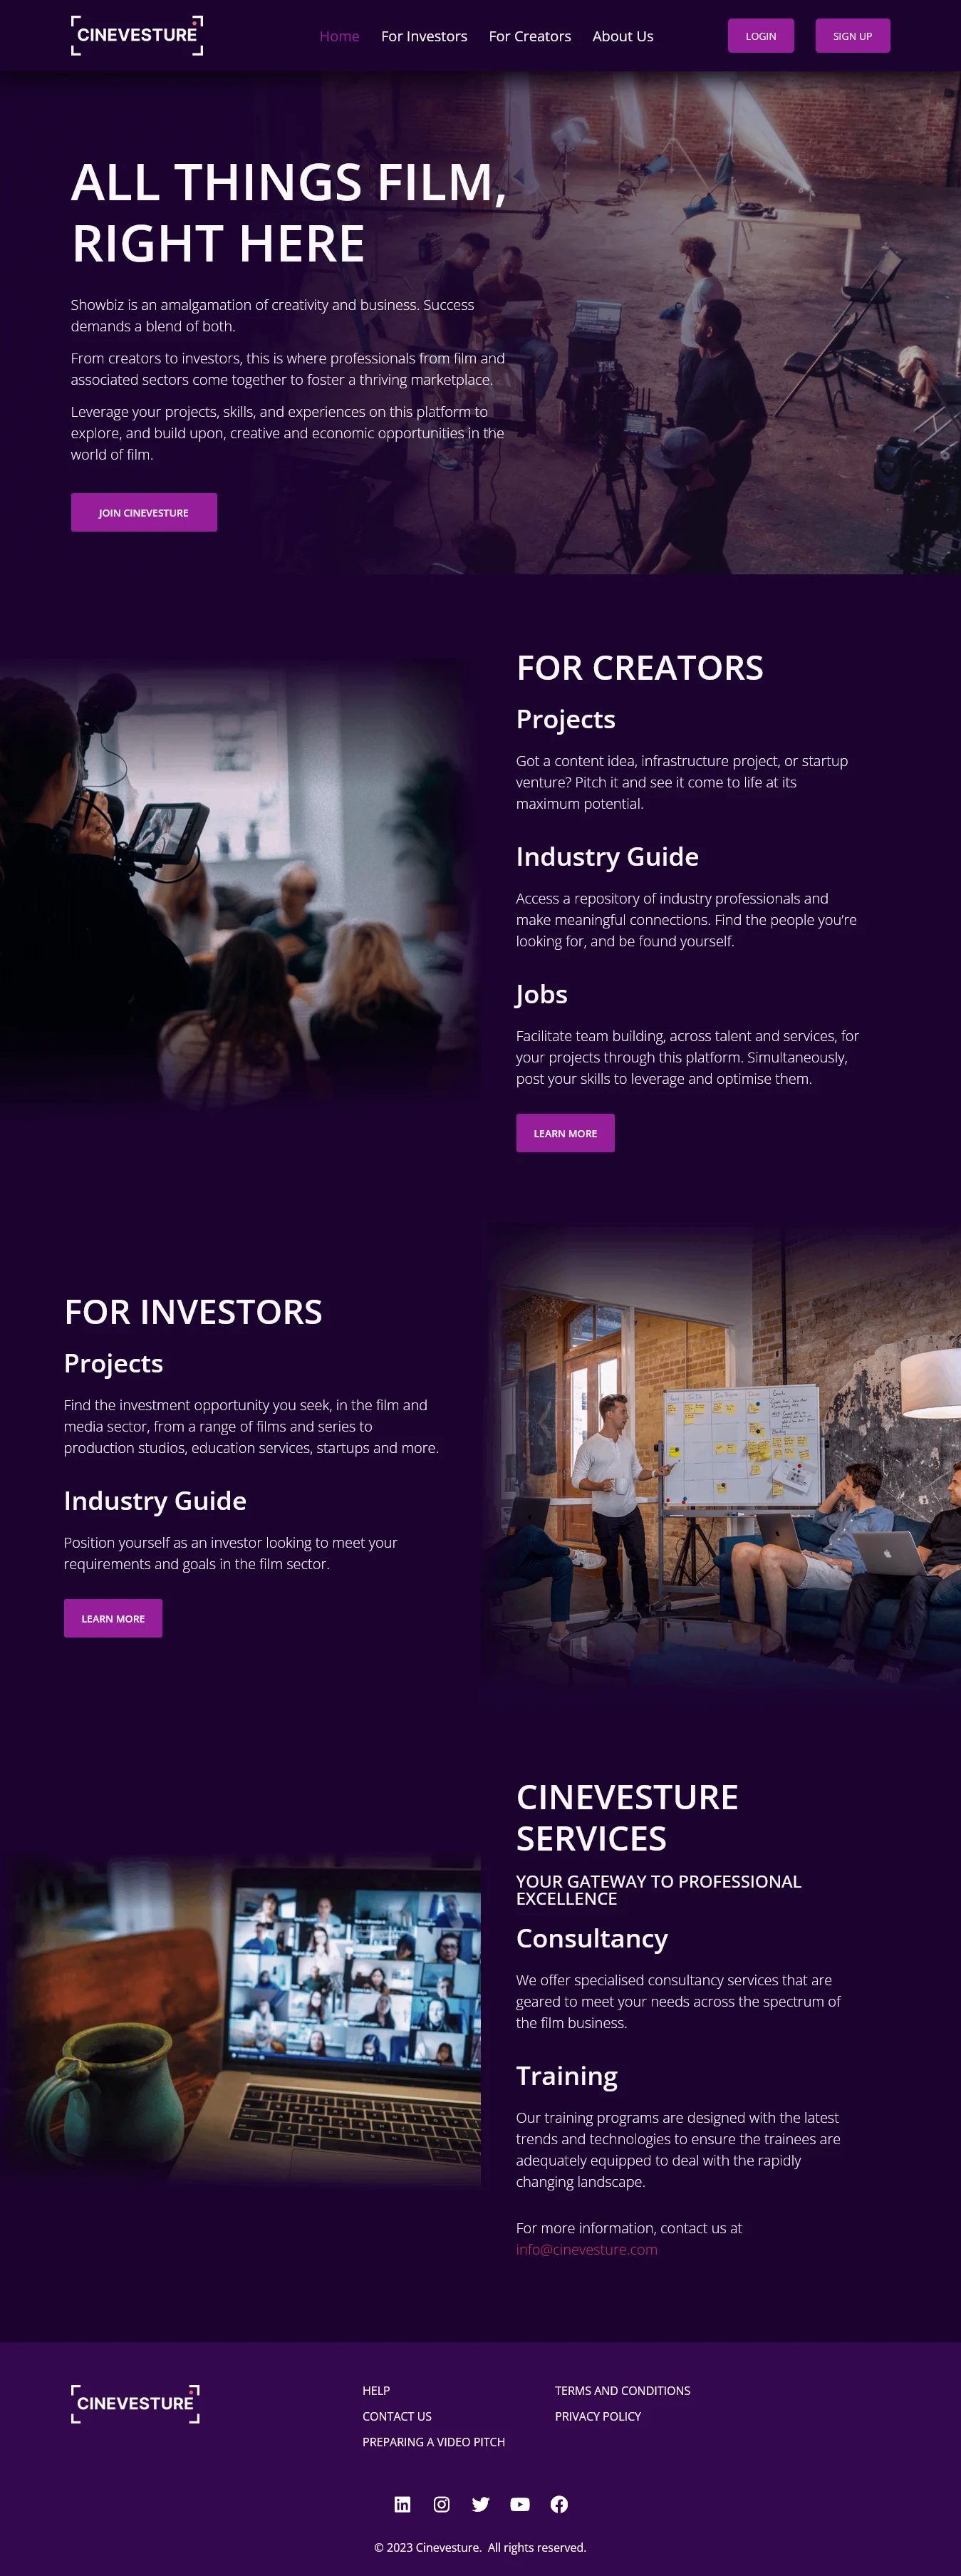 CINEVESTURE
Home For Investors For Creators About Us
LOGIN
SIGN UP
ALL THINGS FILM,
RIGHT HERE
Showbiz is an amalgamation of creativity and business. Success
demands a blend of both.
From creators to investors, this is where professionals from film and
associated sectors come together to foster a thriving marketplace.
Leverage your projects, skills, and experiences on this platform to
explore, and build upon, creative and economic opportunities in the
world of film.
JOIN CINEVESTURE
FOR CREATORS
Projects
Got a content idea, infrastructure project, or startup
venture? Pitch it and see it come to life at its
maximum potential.
Industry Guide
Access a repository of industry professionals and
make meaningful connections. Find the people you’re
looking for, and be found yourself.
Jobs
Facilitate team building, across talent and services, for
your projects through this platform. Simultaneously,
post your skills to leverage and optimise them.
LEARN MORE
FOR INVESTORS
Projects
Find the investment opportunity you seek, in the film and
media sector, from a range of films and series to
production studios, education services, startups and more.
Industry Guide
Position yourself as an investor looking to meet your
requirements and goals in the film sector.
LEARN MORE
CINEVESTURE
SERVICES
YOUR GATEWAY TO PROFESSIONAL
EXCELLENCE
Consultancy
We offer specialised consultancy services that are
geared to meet your needs across the spectrum of
the film business.
Training
Our training programs are designed with the latest
trends and technologies to ensure the trainees are
adequately equipped to deal with the rapidly
changing landscape.
For more information, contact us at
info@cinevesture.com
CINEVESTURE
HELP
CONTACT US
PREPARING A VIDEO PITCH
TERMS AND CONDITIONS
PRIVACY POLICY
© 2023 Cinevesture. All rights reserved.